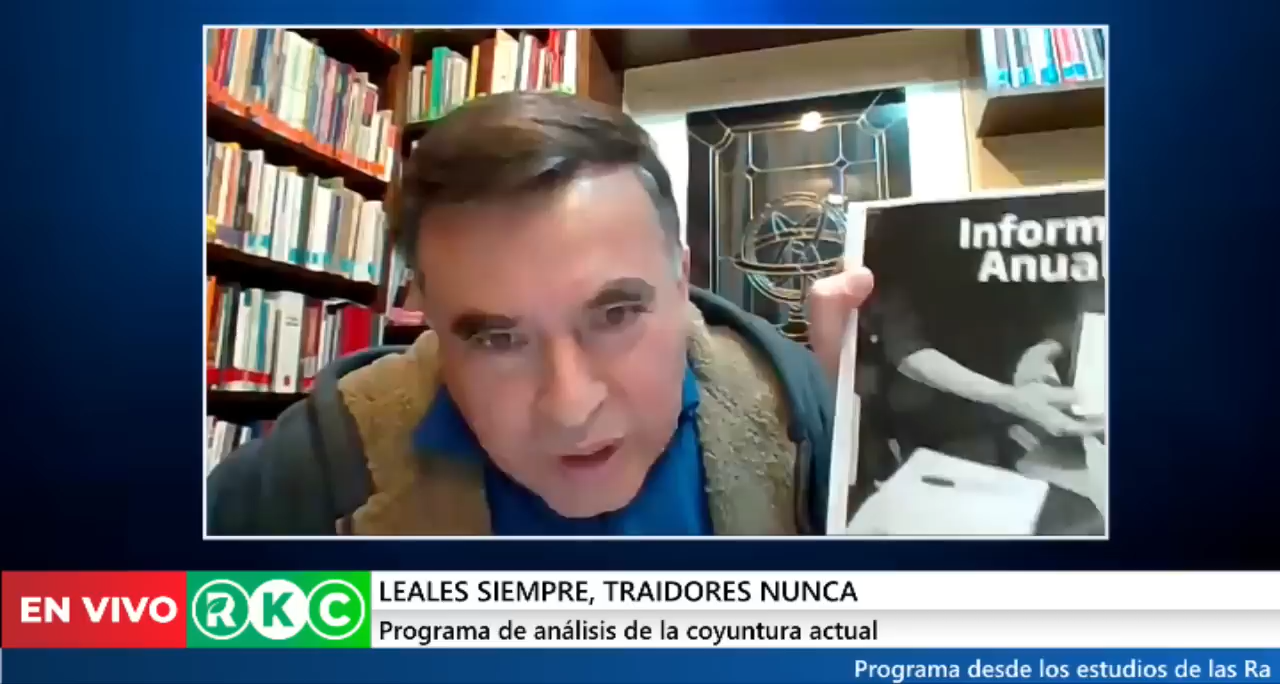 Inform
Anua
EN VIVO
RKC
LEALES SIEMPRE, TRAIDORES NUNCA
Programa de análisis de la coyuntura actual
Programa desde los estudios de las Ra